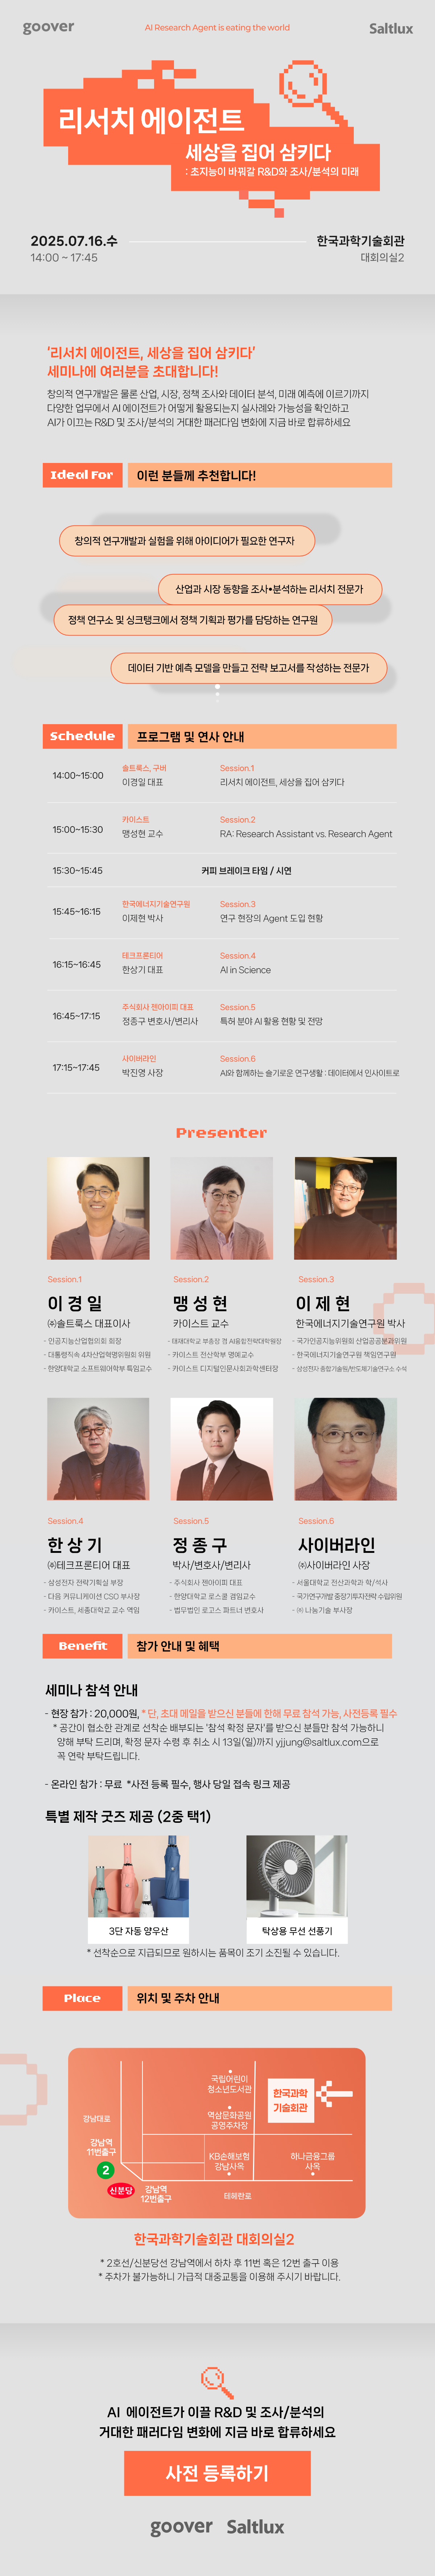 goover
AI Research Agent is eating the world
Saltlux
리서치 에이전트
세상을 집어 삼키다
: 초지능이 바꿔갈 R&D와 조사/분석의 미래
2025.07.16.수
한국과학기술회관
14:00 ~ 17:45
대회의실2
'리서치 에이전트, 세상을 집어 삼키다'
세미나에 여러분을 초대합니다!
창의적 연구개발은 물론 산업, 시장, 정책 조사와 데이터 분석, 미래 예측에 이르기까지
다양한 업무에서 AI 에이전트가 어떻게 활용되는지 실사례와 가능성을 확인하고
AI가 이끄는 R&D 및 조사/분석의 거대한 패러다임 변화에 지금 바로 합류하세요
Ideal For
이런 분들께 추천합니다!
창의적 연구개발과 실험을 위해 아이디어가 필요한 연구자
산업과 시장 동향을 조사•분석하는 리서치 전문가
정책 연구소 및 싱크탱크에서 정책 기획과 평가를 담당하는 연구원
데이터 기반 예측 모델을 만들고 전략 보고서를 작성하는 전문가
Schedule
프로그램 및 연사 안내
14:00~15:00
솔트룩스, 구버
이경일 대표
Session.1
리서치 에이전트, 세상을 집어 삼키다
15:00~15:30
카이스트
맹성현 교수
Session.2
RA: Research Assistant vs. Research Agent
15:30~15:45
커피 브레이크 타임 / 시연
15:45~16:15
한국에너지기술연구원
이제현 박사
Session.3
연구 현장의 Agent 도입 현황
16:15~16:45
테크프론티어
한상기 대표
Session.4
AI in Science
16:45~17:15
주식회사 젠아이피 대표
정종구 변호사/변리사
Session.5
특허 분야 AI 활용 현황 및 전망
17:15~17:45
사이버라인
박진영 사장
Session.6
AI와 함께하는 슬기로운 연구생활 : 데이터에서 인사이트로
Presenter
Session.1
이 경 일
㈜솔트룩스 대표이사
- 인공지능산업협의회 회장
- 대통령직속 4차산업혁명위원회 위원
- 한양대학교 소프트웨어학부 특임교수
Session.2
맹 성 현
카이스트 교수
- 태재대학교 부총장 겸 AI융합전략대학원장
- 카이스트 전산학부 명예교수
- 카이스트 디지털인문사회과학센터장
Session.3
이 제 현
한국에너지기술연구원 박사
- 국가인공지능위원회 산업공공분과위원
- 한국에너지기술연구원 책임연구원
- 삼성전자 종합기술원/반도체기술연구소 수석
Session.4
한 상 기
㈜테크프론티어 대표
- 삼성전자 전략기획실 부장
- 다음 커뮤니케이션 CSO 부사장
- 카이스트, 세종대학교 교수 역임
Session.5
정 종 구
박사/변호사/변리사
- 주식회사 젠아이피 대표
- 한양대학교 로스쿨 겸임교수
- 법무법인 로고스 파트너 변호사
Session.6
사이버라인
㈜사이버라인 사장
- 서울대학교 전산과학과 학/석사
- 국가연구개발 중장기투자전략 수립위원
- ㈜ 나눔기술 부사장
Benefit
참가 안내 및 혜택
세미나 참석 안내
- 현장 참가 : 20,000원, * 단, 초대 메일을 받으신 분들에 한해 무료 참석 가능, 사전등록 필수
* 공간이 협소한 관계로 선착순 배부되는 '참석 확정 문자'를 받으신 분들만 참석 가능하니
양해 부탁 드리며, 확정 문자 수령 후 취소 시 13일(일)까지 yjjung@saltlux.com으로
꼭 연락 부탁드립니다.
- 온라인 참가 : 무료 *사전 등록 필수, 행사 당일 접속 링크 제공
특별 제작 굿즈 제공 (2중 택1)
3단 자동 양우산
탁상용 무선 선풍기
* 선착순으로 지급되므로 원하시는 품목이 조기 소진될 수 있습니다.
Place
위치 및 주차 안내
국립어린이
청소년도서관
한국과학
기술회관
강남대로
역삼문화공원
공영주차장
강남역
11번출구
KB손해보험
강남사옥
하나금융그룹
사옥
2
신분당
강남역
12번출구
테헤란로
한국과학기술회관 대회의실2
* 2호선/신분당선 강남역에서 하차 후 11번 혹은 12번 출구 이용
* 주차가 불가능하니 가급적 대중교통을 이용해 주시기 바랍니다.
AI 에이전트가 이끌 R&D 및 조사/분석의
거대한 패러다임 변화에 지금 바로 합류하세요
사전 등록하기
goover
Saltlux